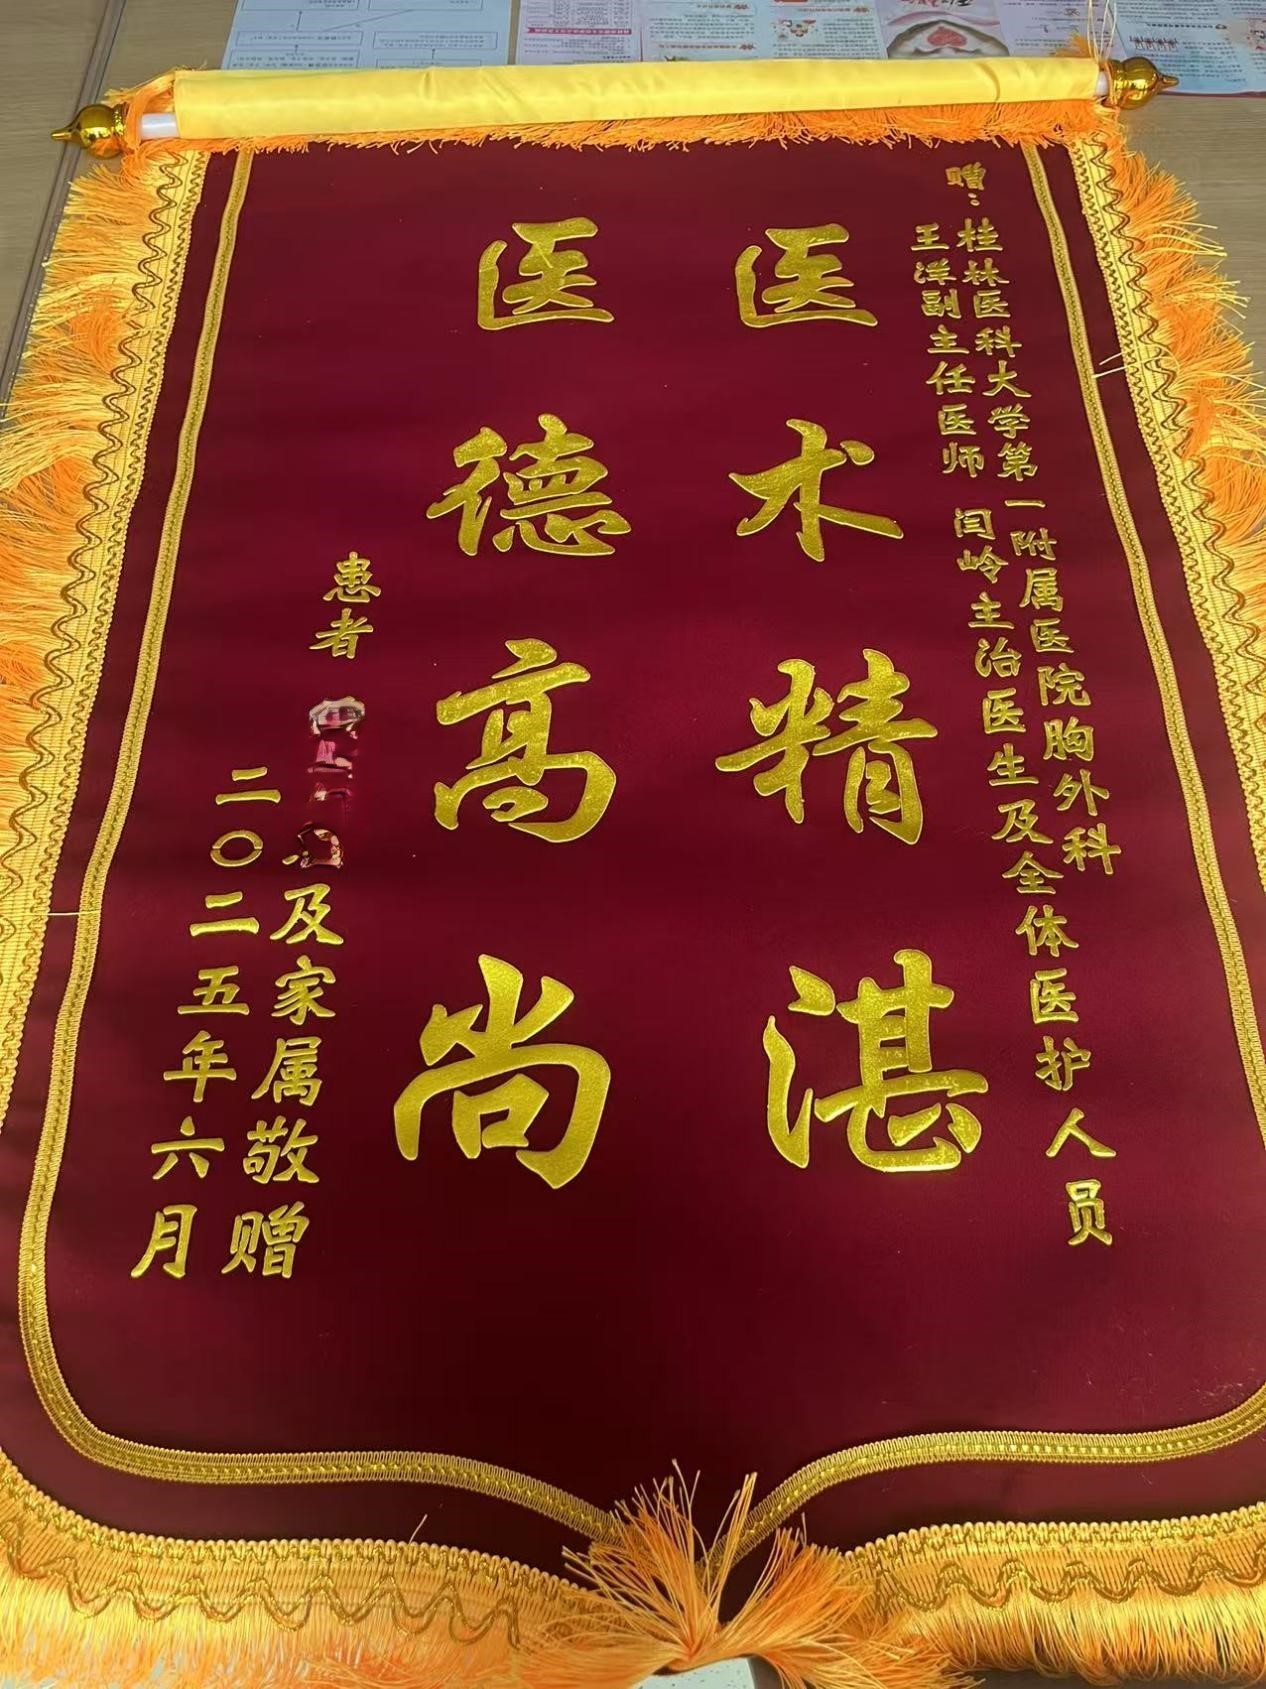 赠：桂林医科大学第一附属医院胸外科
王洋副主任医师 闫岭主治医生及全体医护人员
医术精湛
医德高尚
患者
及家属敬赠
二〇二五年六月